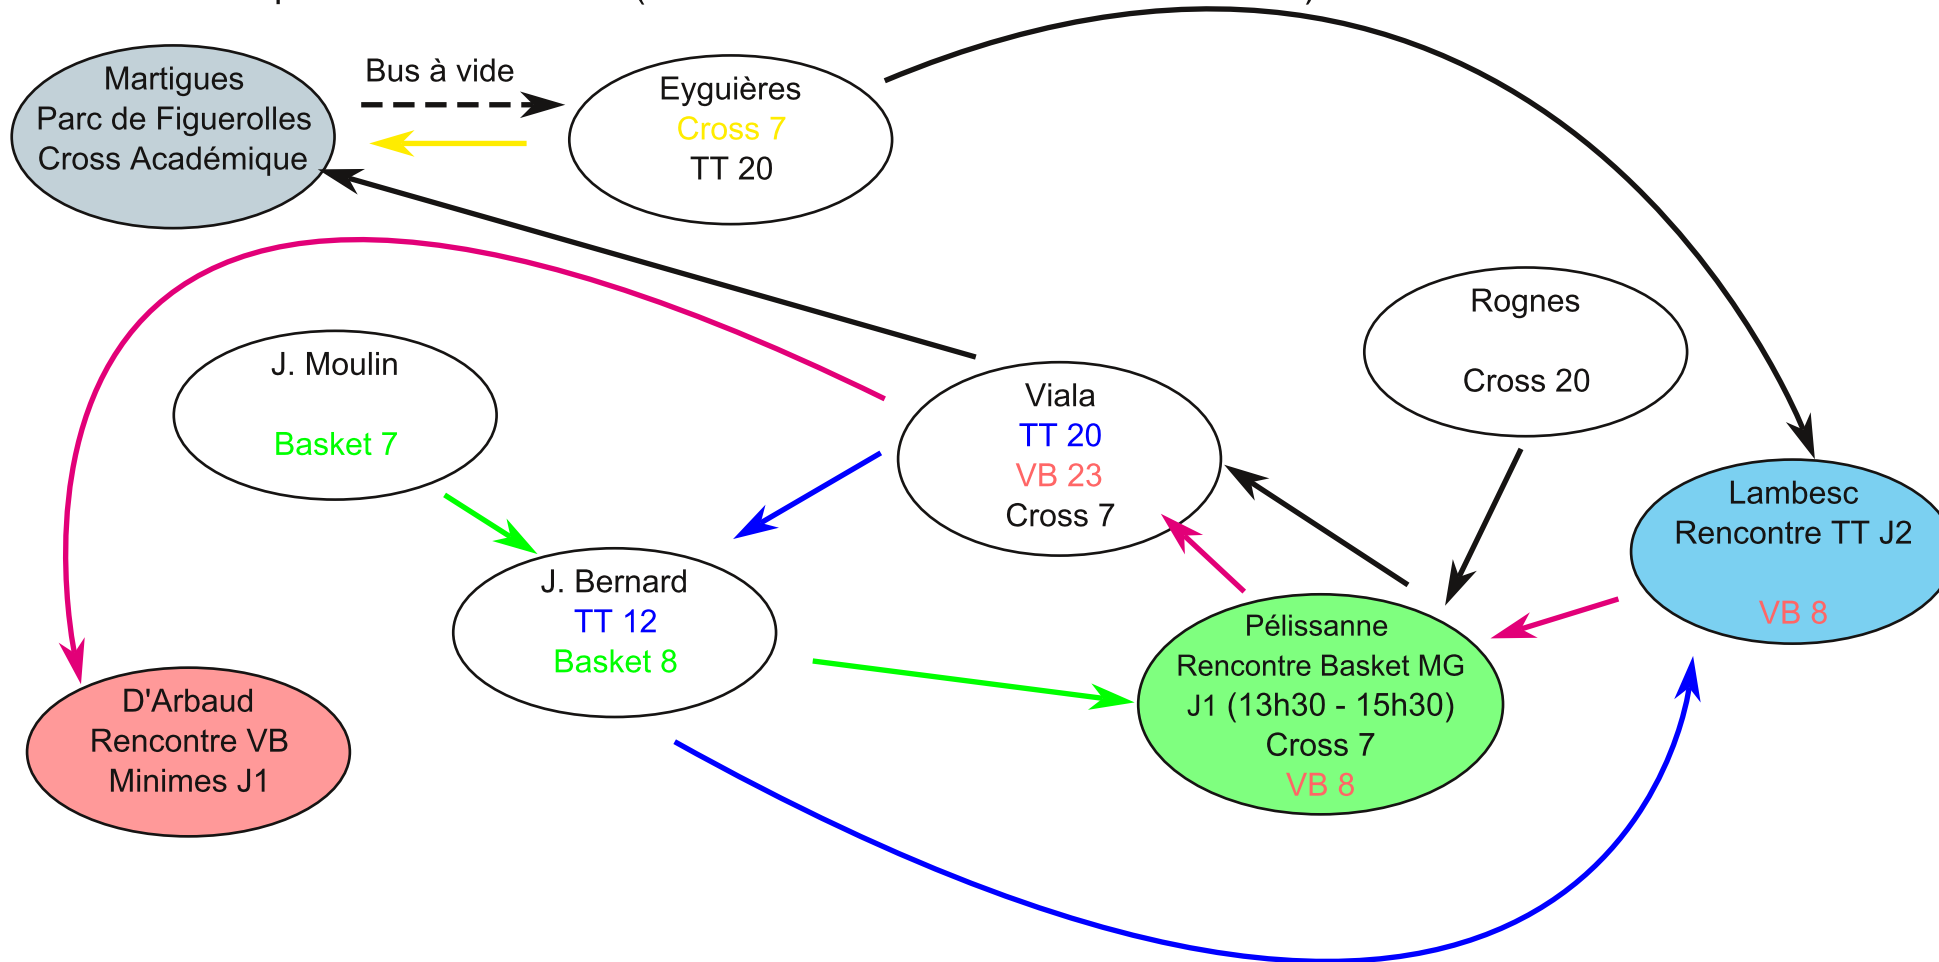 Bus à vide
Martigues
Parc de Figuerolles
Cross Académique
Eyguières
Cross 7
TT 20
Rognes
Cross 20
J. Moulin
Basket 7
Viala
TT 20
VB 23
Cross 7
Lambesc
Rencontre TT J2
VB 8
J. Bernard
TT 12
Basket 8
Pélissanne
Rencontre Basket MG
J1 (13h30 - 15h30)
Cross 7
VB 8
D'Arbaud
Rencontre VB
Minimes J1